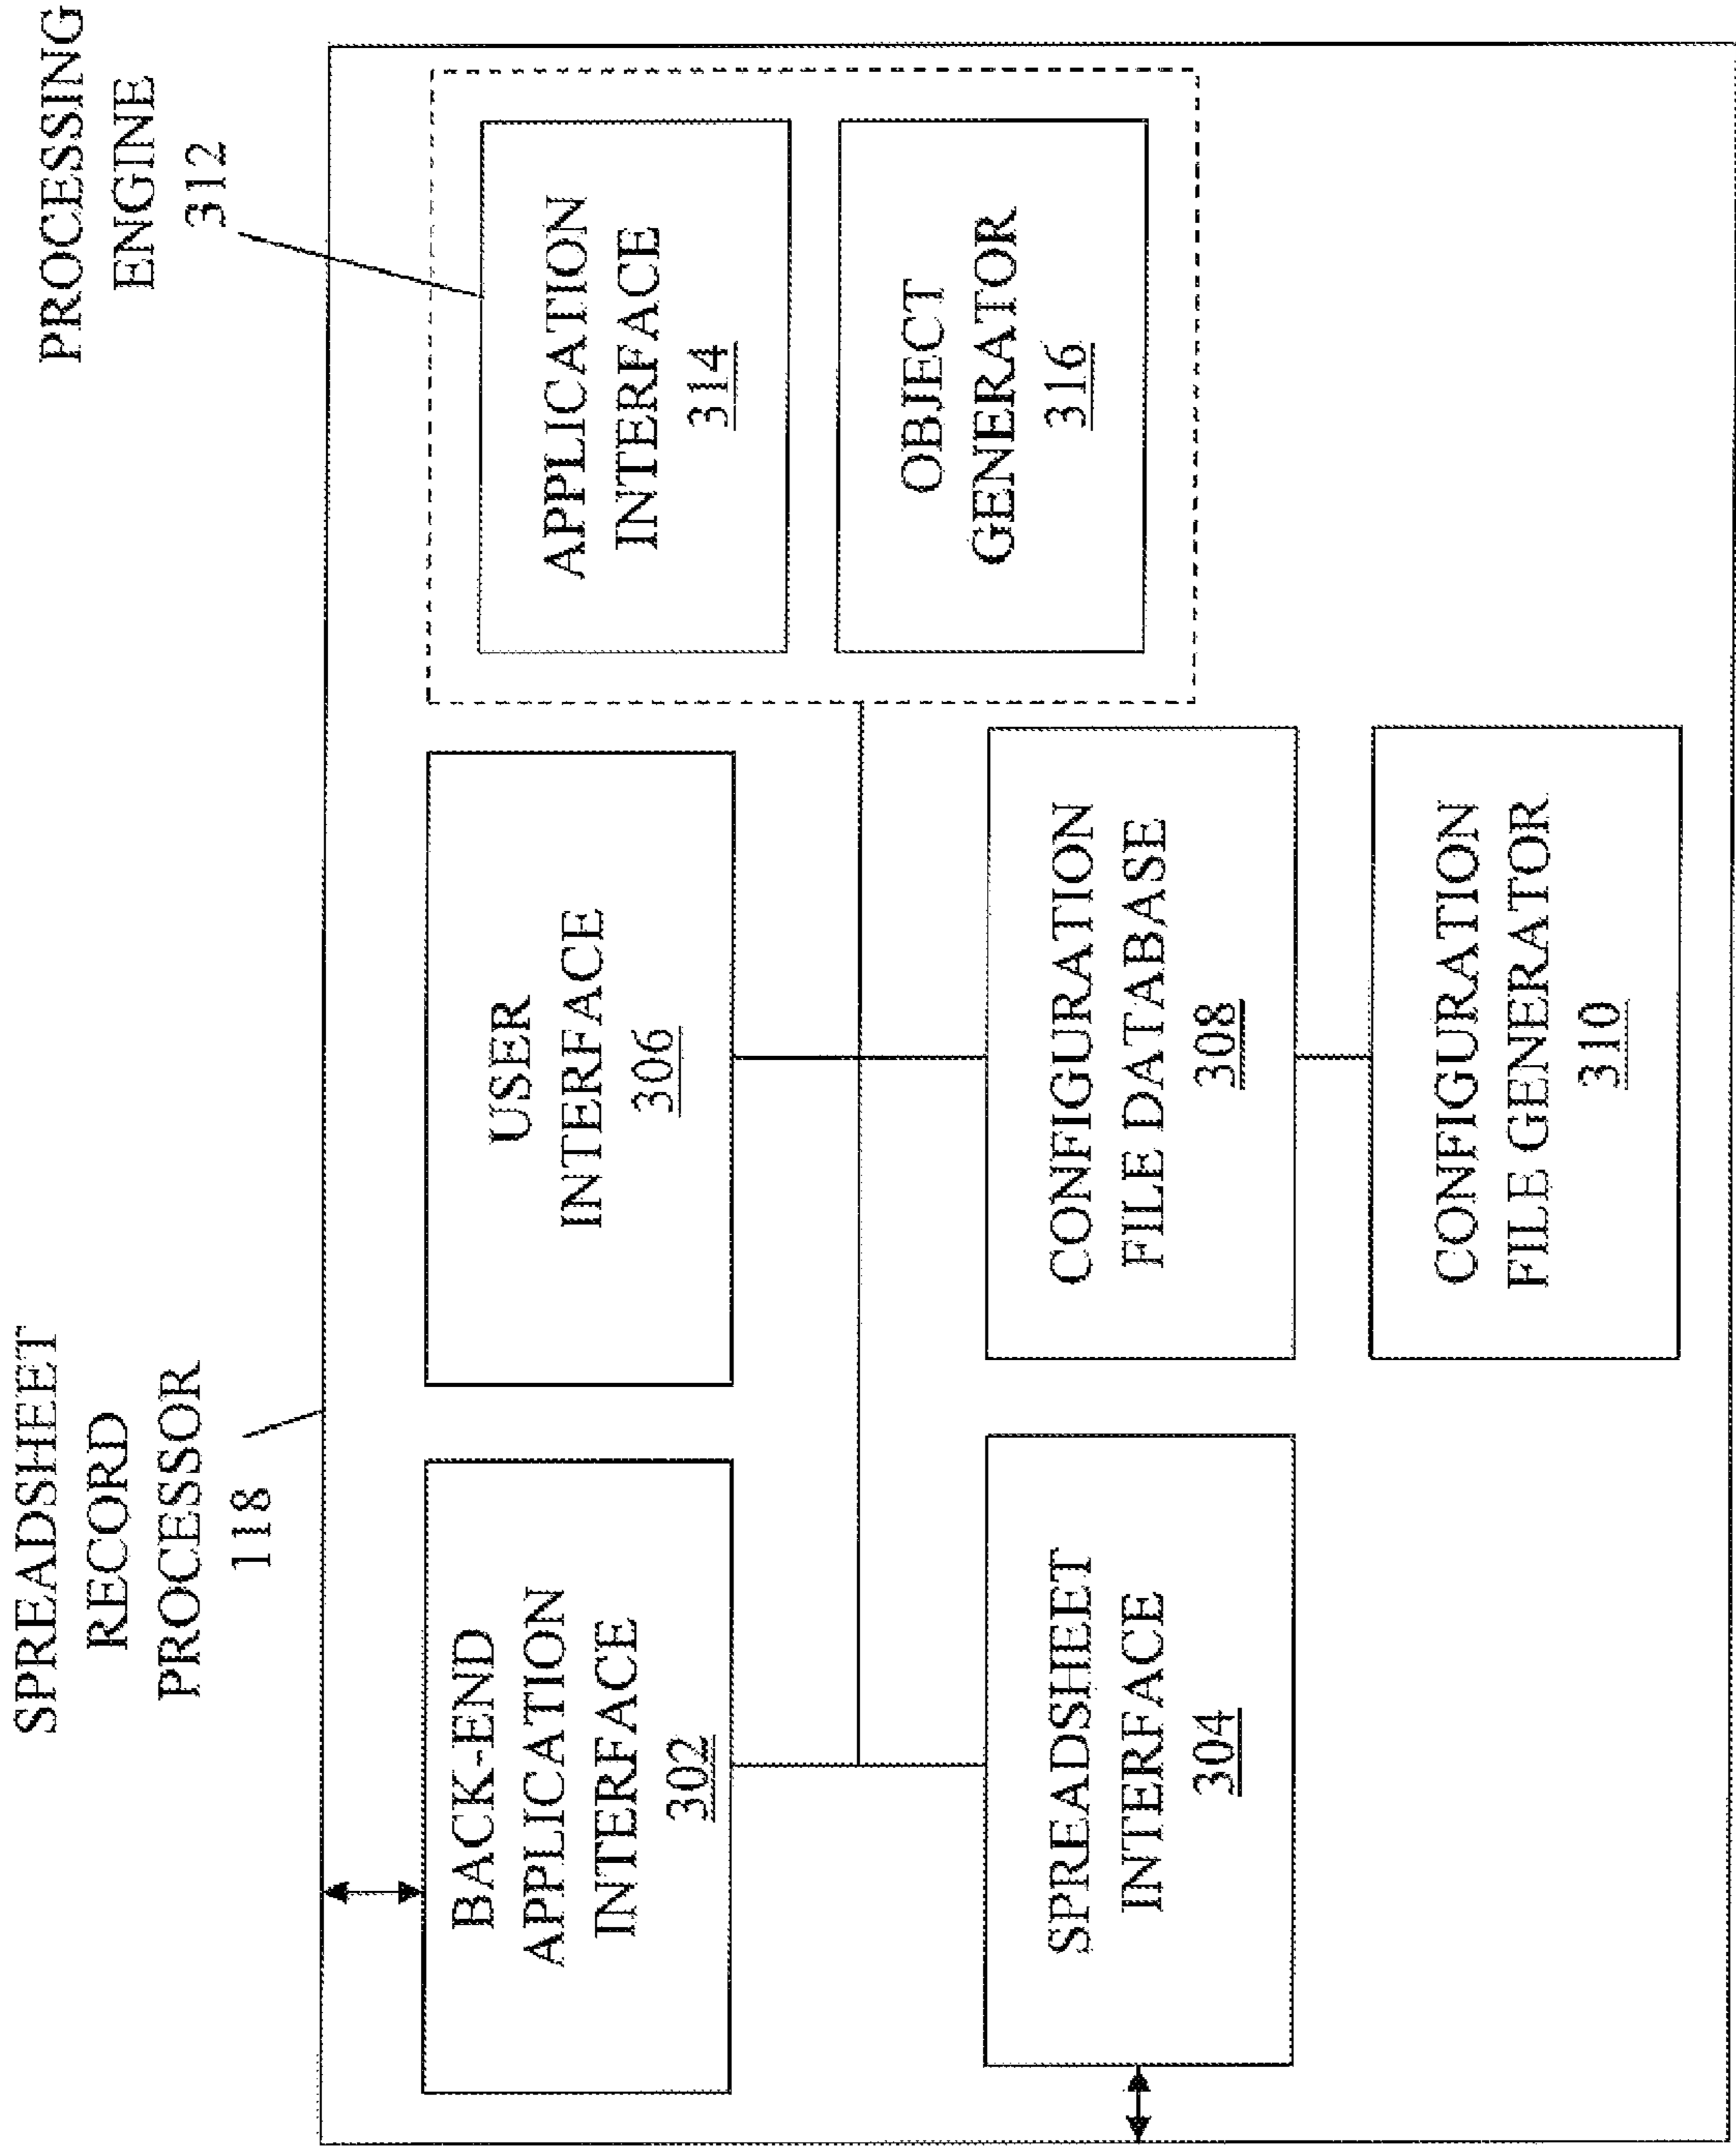 SPREADSHEET
RECORD
PROCESSOR
118
PROCESSING
ENGINE
312
BACK-END
APPLICATION
INTERFACE
302
USER
INTERFACE
306
APPLICATION
INTERFACE
314
OBJECT
GENERATOR
316
SPREADSHEET
INTERFACE
304
CONFIGURATION
FILE DATABASE
308
CONFIGURATION
FILE GENERATOR
310